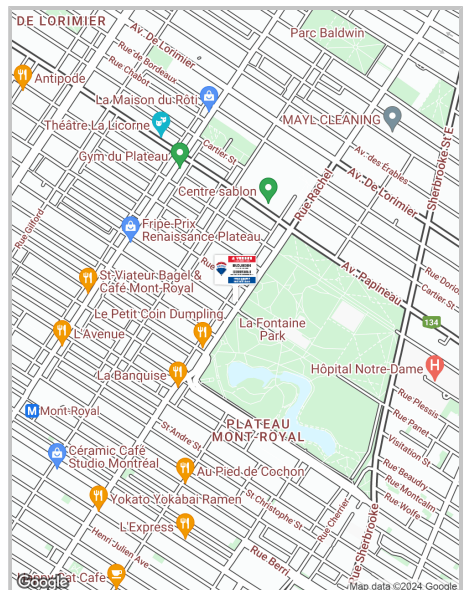 DE LORIMIER
Av. De Lorimier
Parc Baldwin
Rue de Bordeaux
Rue Chabot
Antipode
La Maison du Rôti
Théâtre La Licorne
MAYL CLEANING
Sherbrooke St E
Cartier St
Gym du Plateau
Av. des Érables
Centre sablon
Av. De Lorimier
Rue Rachel
Rue Gilford
Fripe-Prix
Renaissance Plateau
Av. Papineau
Rue Dorio
Cartier St
St-Viateur Bagel &
Café Mont-Royal
Le Petit Coin Dumpling
L'Avenue
La Fontaine
Park
134
La Banquise
Hôpital Notre-Dame
H
Rue Plessis
M
Mont-Royal
PLATEAU
MONT-ROYAL
Rue Panet
St Andre St
Visitation St
Céramic Café
Studio Montréal
Au Pied de Cochon
Rue Beaudry
Rue Montcalm
Yokato Yokabai Ramen
St Christophe St
Rue Wolfe
Rue Cherrier
L'Express
Henri Julien Ave
Rue Berri
Rue Sherbrooke
Google
Map data ©2024 Google